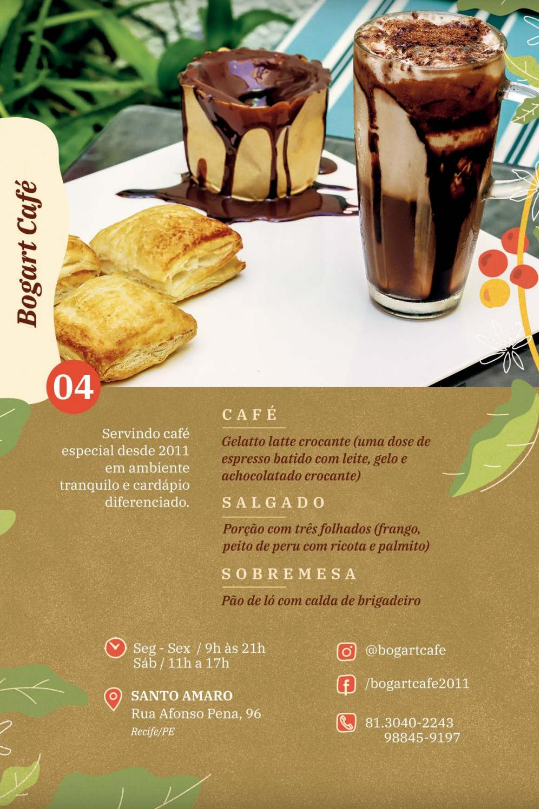 Bogart Café
04
Servindo café
especial desde 2011
em ambiente
tranquilo e cardápio
diferenciado.
CAFÉ
Gelatto latte crocante (uma dose de
espresso batido com leite, gelo e
achocolatado crocante)
SALGADO
Porção com três folhados (frango,
peito de peru com ricota e palmito)
SOBREMESA
Pão de ló com calda de brigadeiro
Seg - Sex / 9h às 21h
Sáb / 11h a 17h
SANTO AMARO
Rua Afonso Pena, 96
Recife/PE
@bogartcafe
/bogartcafe2011
81.3040-2243
98845-9197